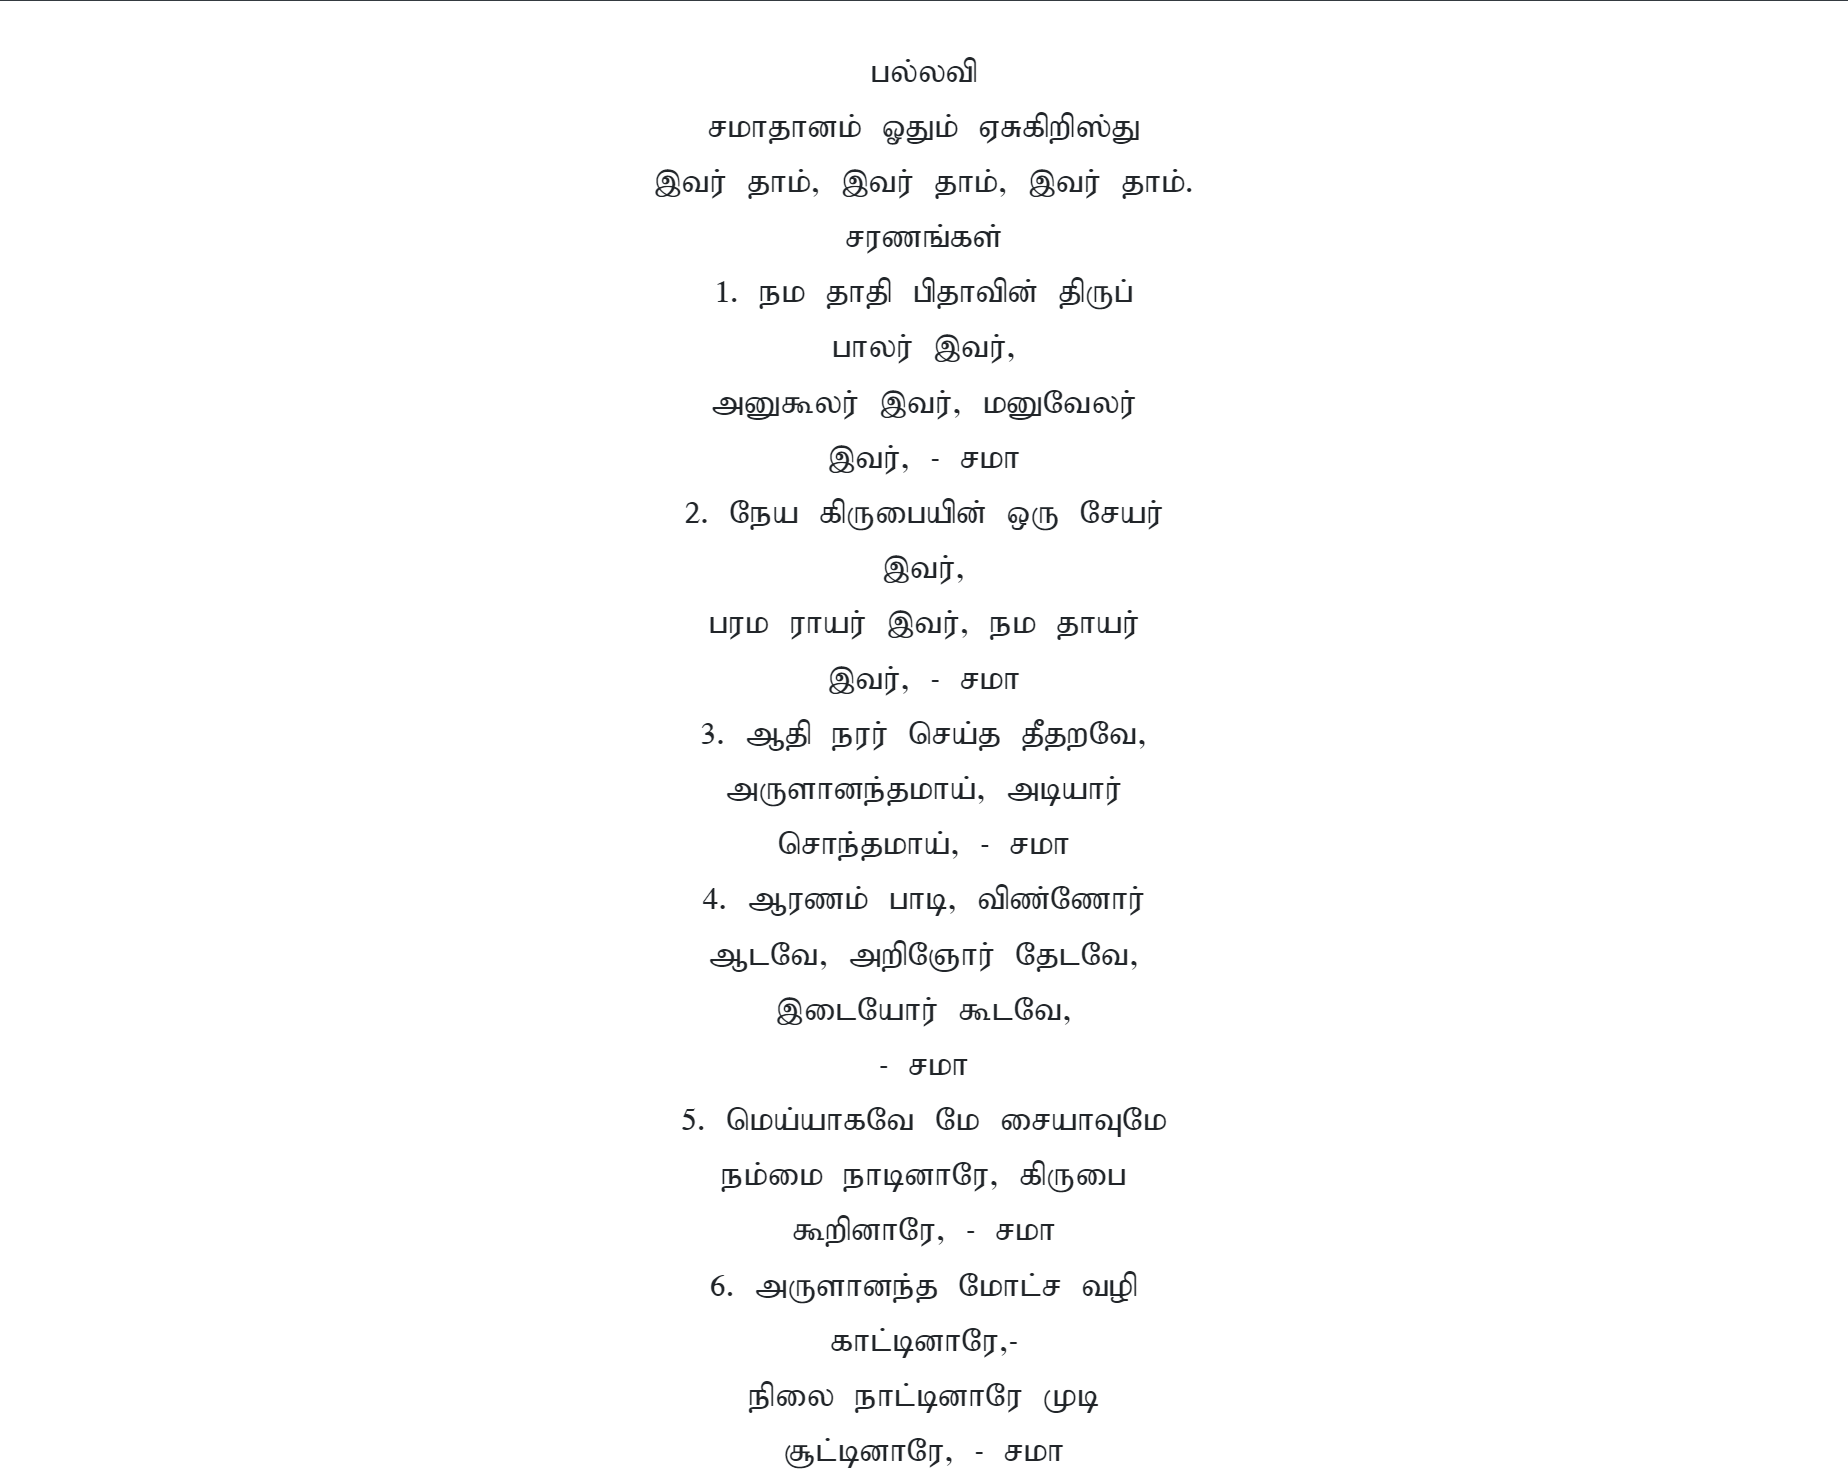 பல்லவி
சமாதானம் ஓதும் ஏசுகிறிஸ்து
இவர் தாம், இவர் தாம், இவர் தாம்.
சரணங்கள்
1. நம தாதி பிதாவின் திருப்
பாலர் இவர்,
அனுகூலர் இவர், மனுவேலர்
இவர், - சமா
2. நேய கிருபையின் ஒரு சேயர்
இவர்,
பரம ராயர் இவர், நம தாயர்
இவர், - சமா
3. ஆதி நரர் செய்த தீதறவே,
அருளானந்தமாய், அடியார்
சொந்தமாய், - சமா
4. ஆரணம் பாடி, விண்ணோர்
ஆடவே, அறிஞோர் தேடவே,
இடையோர் கூடவே,
- சமா
5. மெய்யாகவே மே சையாவுமே
நம்மை நாடினாரே, கிருபை
கூறினாரே, - சமா
6. அருளானந்த மோட்ச வழி
காட்டினாரே,-
நிலை நாட்டினாரே முடி
சூட்டினாரே, - சமா